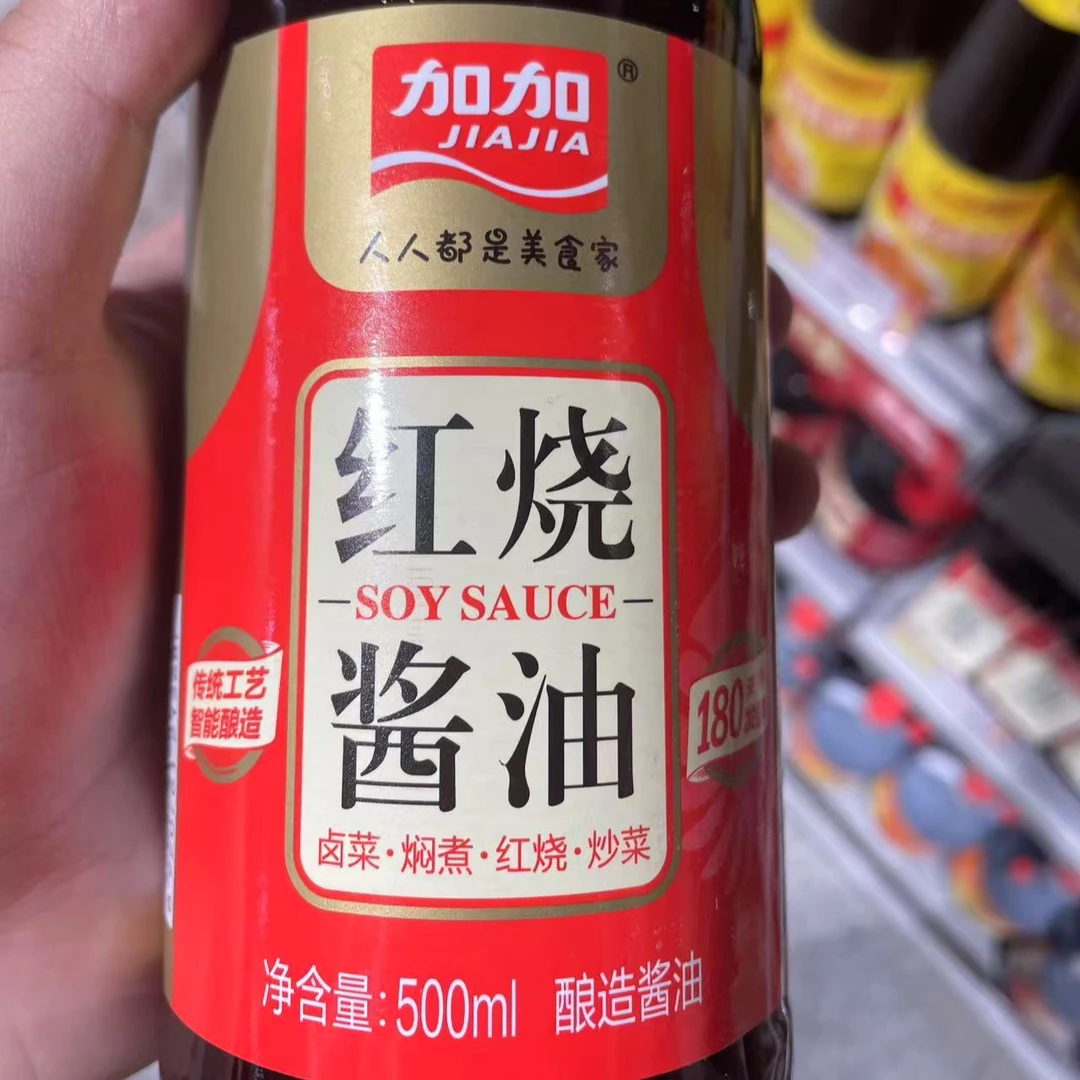 加加®
JIAJIA
人人都是美食家
红烧
SOY SAUCE
酱油
传统工艺
智能酿造
180
卤菜·焖煮·红烧·炒菜
净含量:500ml 酿造酱油